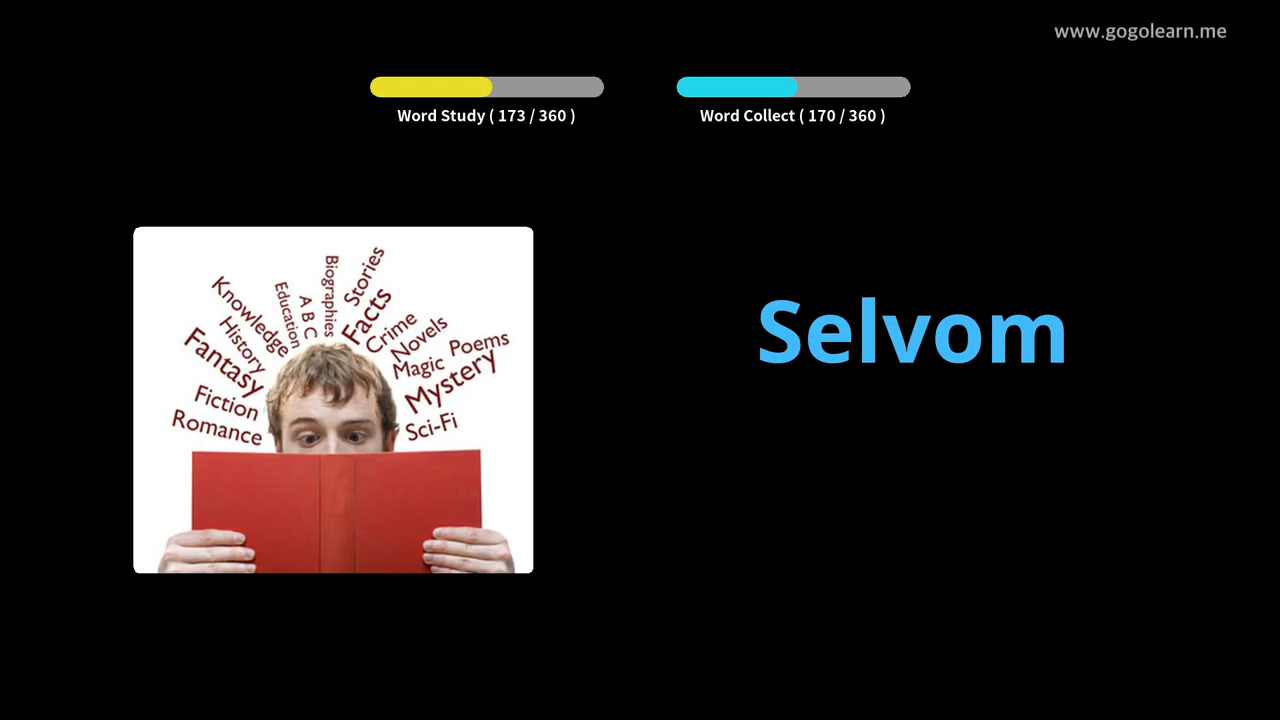 www.gogolearn.me
Word Study ( 173 / 360 )
Word Collect ( 170 / 360 )
Selvom
Biographies
Stories
Education
A B C
Facts
Knowledge
Crime
History
Novels
Poems
Fantasy
Magic
Mystery
Fiction
Romance
Sci-Fi